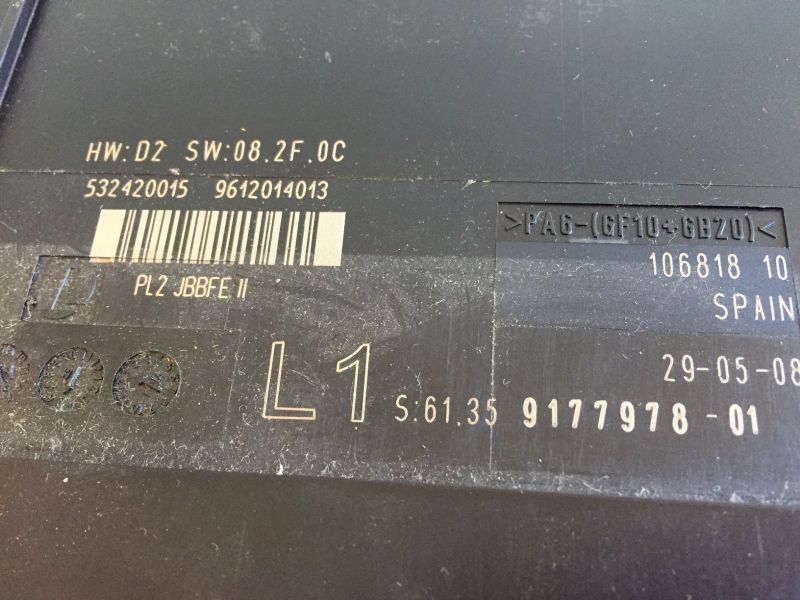 HW:D2 SW:08.2F.0C
532420015 9612014013
>PA6-(GF10+GB20)<
PL2 JBBFE II
106818 10
SPAIN
29-05-08
L1 S:61.35 9177978-01